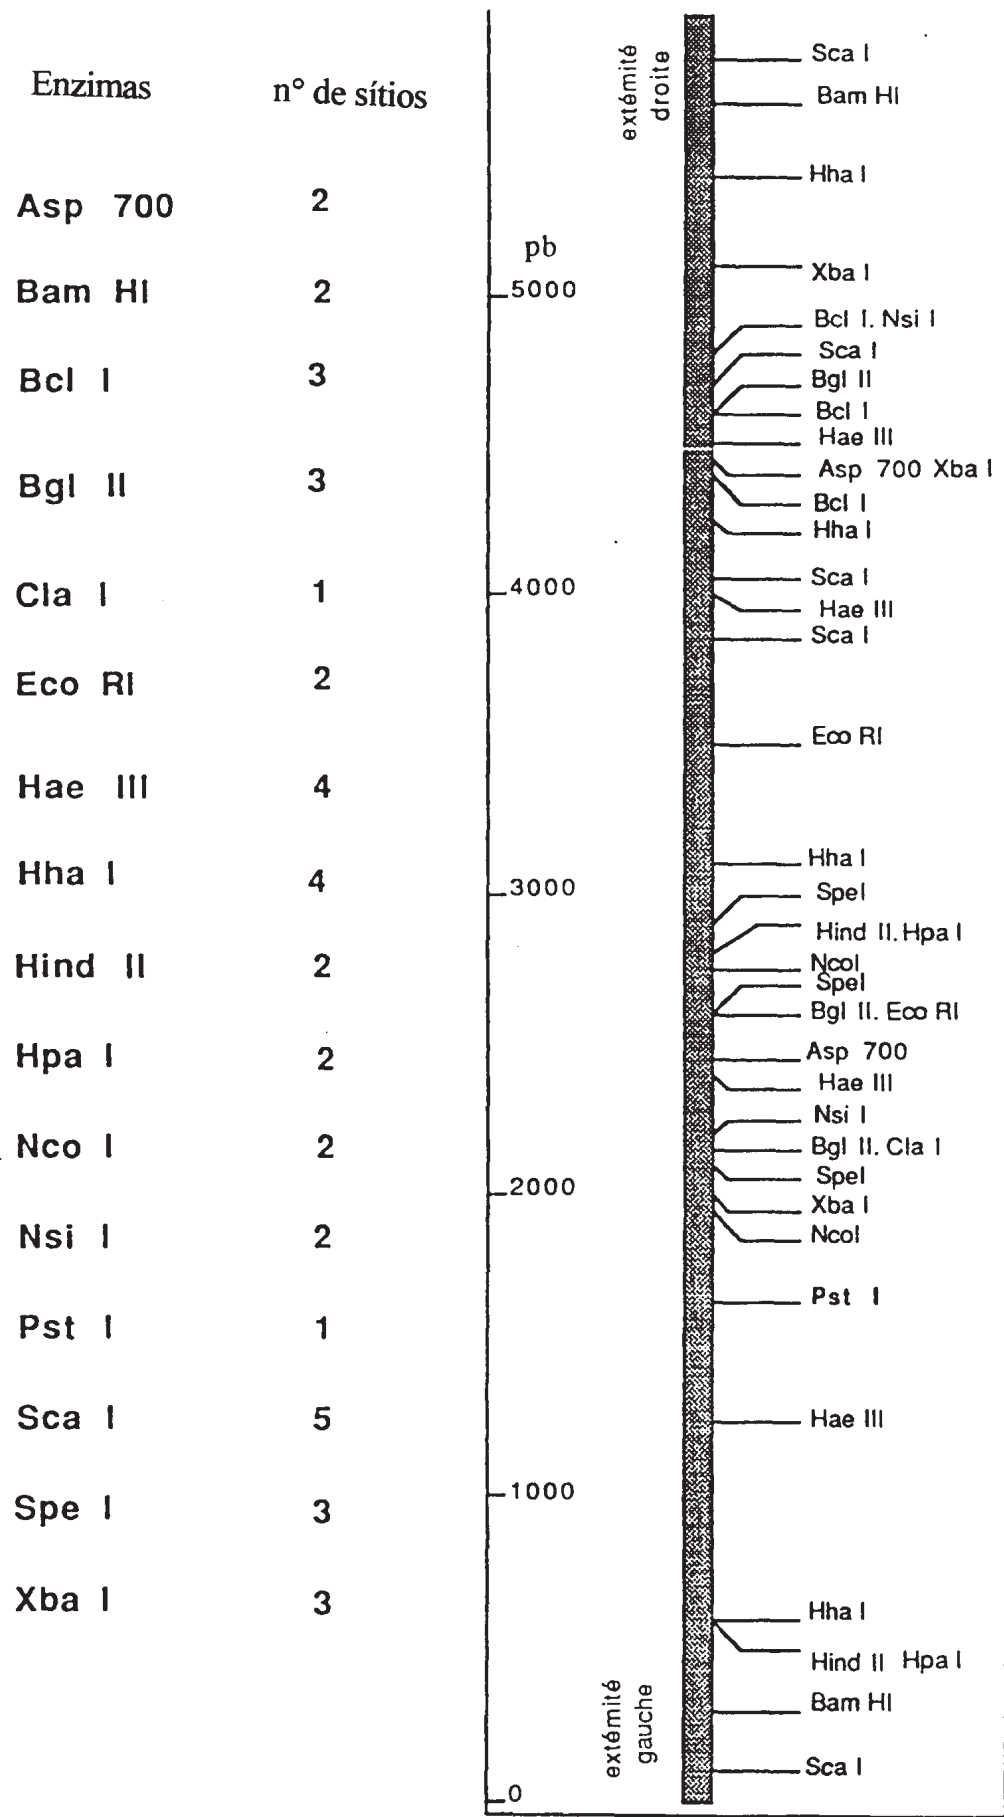 Enzimas n° de sítios
Asp 700 2
Bam HI 2
Bcl I 3
Bgl II 3
Cla I 1
Eco RI 2
Hae III 4
Hha I 4
Hind II 2
Hpa I 2
Nco I 2
Nsi I 2
Pst I 1
Sca I 5
Spe I 3
Xba I 3
pb
5000
4000
3000
2000
1000
0
extémité
droite
extémité
gauche
Sca I
Bam HI
Hha I
Xba I
Bcl I. Nsi I
Sca I
Bgl II
Bcl I
Hae III
Asp 700 Xba I
Bcl I
Hha I
Sca I
Hae III
Sca I
Eco RI
Hha I
SpeI
Hind II. Hpa I
NcoI
SpeI
Bgl II. Eco RI
Asp 700
Hae III
Nsi I
Bgl II. Cla I
SpeI
Xba I
NcoI
Pst I
Hae III
Hha I
Hind II Hpa I
Bam HI
Sca I